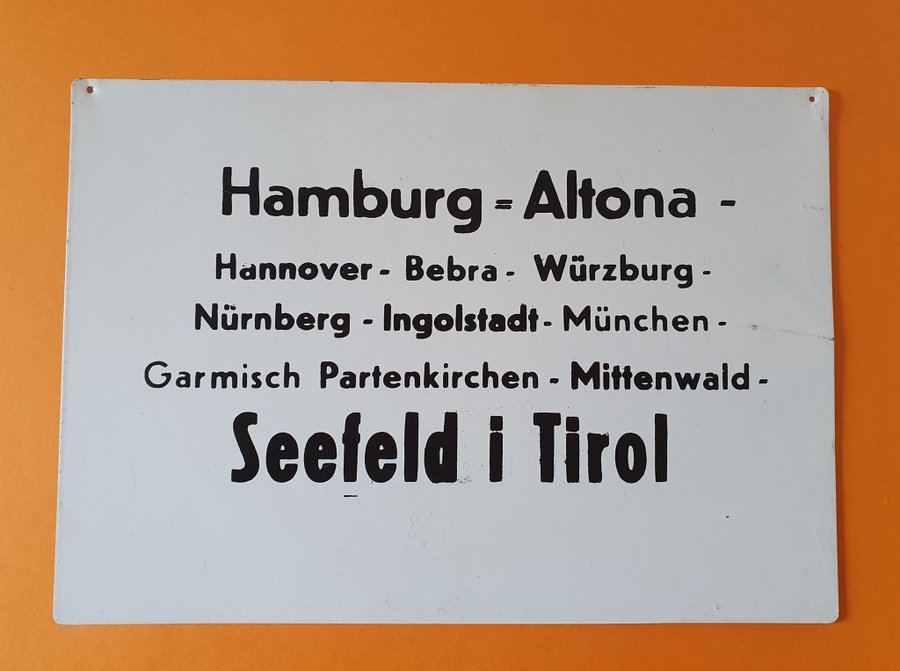 Hamburg = Altona -
Hannover - Bebra - Würzburg -
Nürnberg - Ingolstadt - München -
Garmisch Partenkirchen - Mittenwald -
Seefeld i Tirol